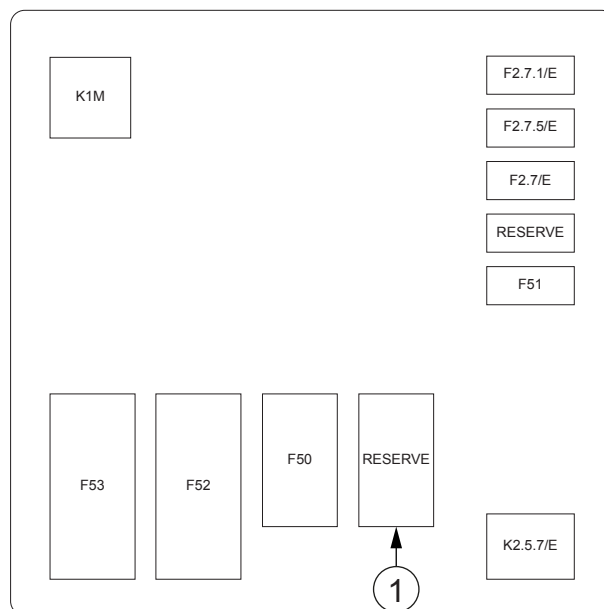 K1M
F2.7.1/E
F2.7.5/E
F2.7/E
RESERVE
F51
F53
F52
F50
RESERVE
K2.5.7/E
1